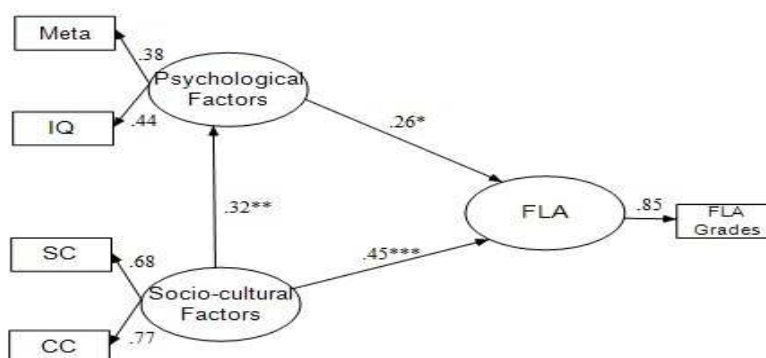 Meta
.38
Psychological
Factors
IQ
.44
.26*
.32**
FLA
.85
FLA
Grades
SC
.68
.45***
Socio-cultural
Factors
CC
.77